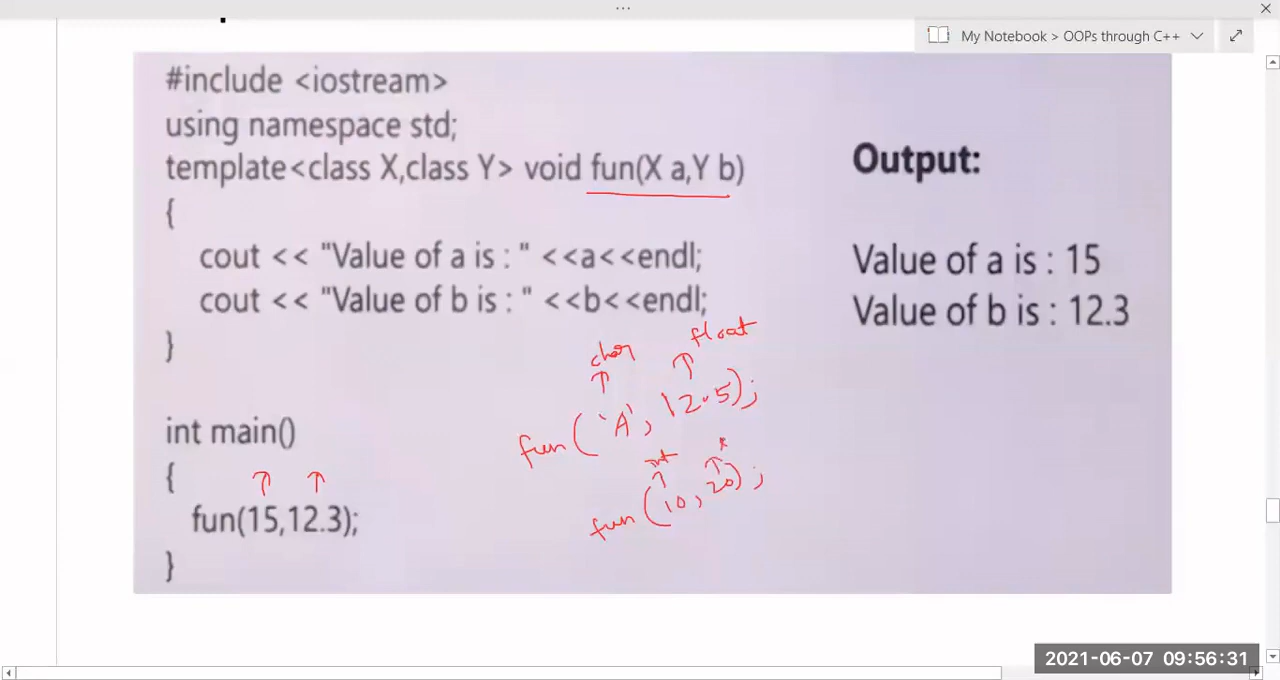 My Notebook > OOPs through C++
#include <iostream>
using namespace std;
template<class X,class Y> void fun(X a,Y b)
{
cout << "Value of a is : " <<a<<endl;
cout << "Value of b is : " <<b<<endl;
}
int main()
{
fun(15,12.3);
}
Output:
Value of a is : 15
Value of b is : 12.3
char float
fun('A', 12.5);
int
fun(10, 20);
2021-06-07 09:56:31